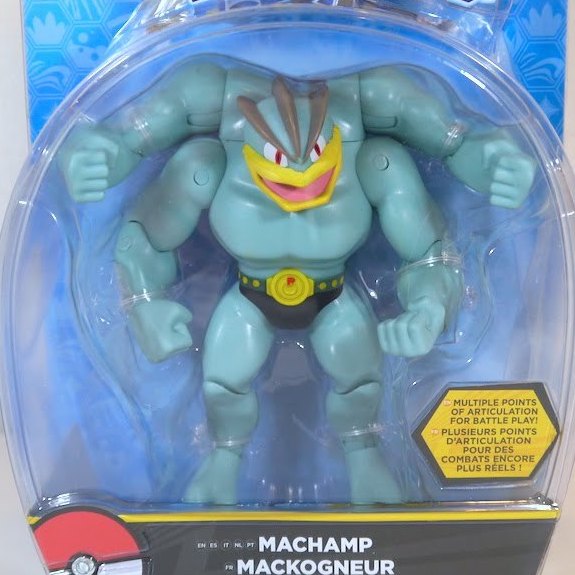 MULTIPLE POINTS
OF ARTICULATION
FOR BATTLE PLAY!
PLUSIEURS POINTS
D'ARTICULATION
POUR DES
COMBATS ENCORE
PLUS RÉELS !
EN ES IT NL PT MACHAMP
FR MACKOGNEUR